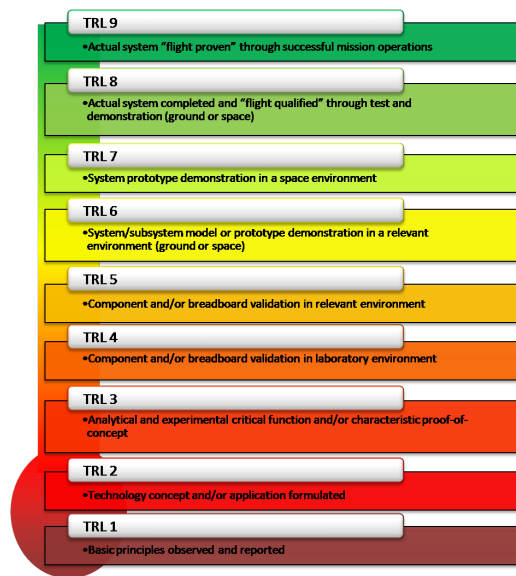 TRL 9
•Actual system “flight proven” through successful mission operations
TRL 8
•Actual system completed and “flight qualified” through test and
demonstration (ground or space)
TRL 7
•System prototype demonstration in a space environment
TRL 6
•System/subsystem model or prototype demonstration in a relevant
environment (ground or space)
TRL 5
•Component and/or breadboard validation in relevant environment
TRL 4
•Component and/or breadboard validation in laboratory environment
TRL 3
•Analytical and experimental critical function and/or characteristic proof-of-
concept
TRL 2
•Technology concept and/or application formulated
TRL 1
•Basic principles observed and reported